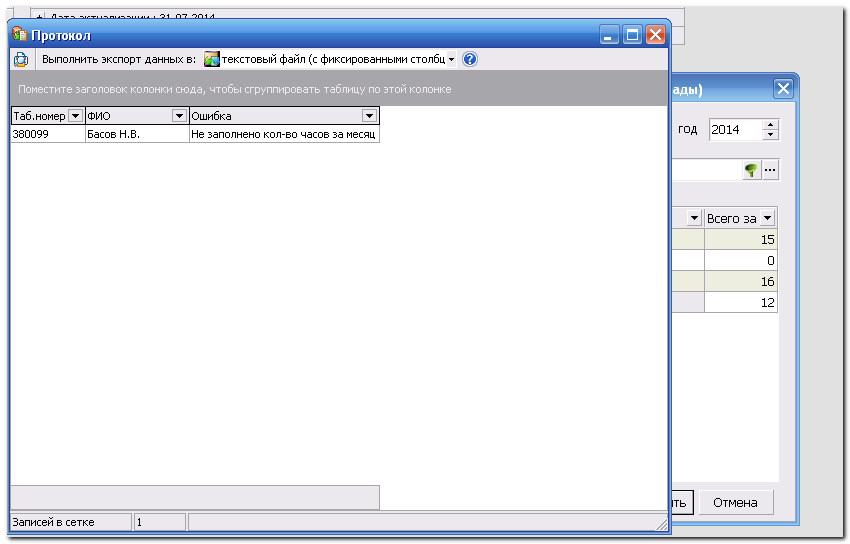 Дата актуализации : 31.07.2014
Протокол
Выполнить экспорт данных в: текстовый файл (с фиксированными столбц
Поместите заголовок колонки сюда, чтобы сгруппировать таблицу по этой колонке
Таб.номер ФИО Ошибка
380099 Басов Н.В. Не заполнено кол-во часов за месяц
Записей в сетке 1
ады)
год 2014
...
Всего за
15
0
16
12
ть Отмена